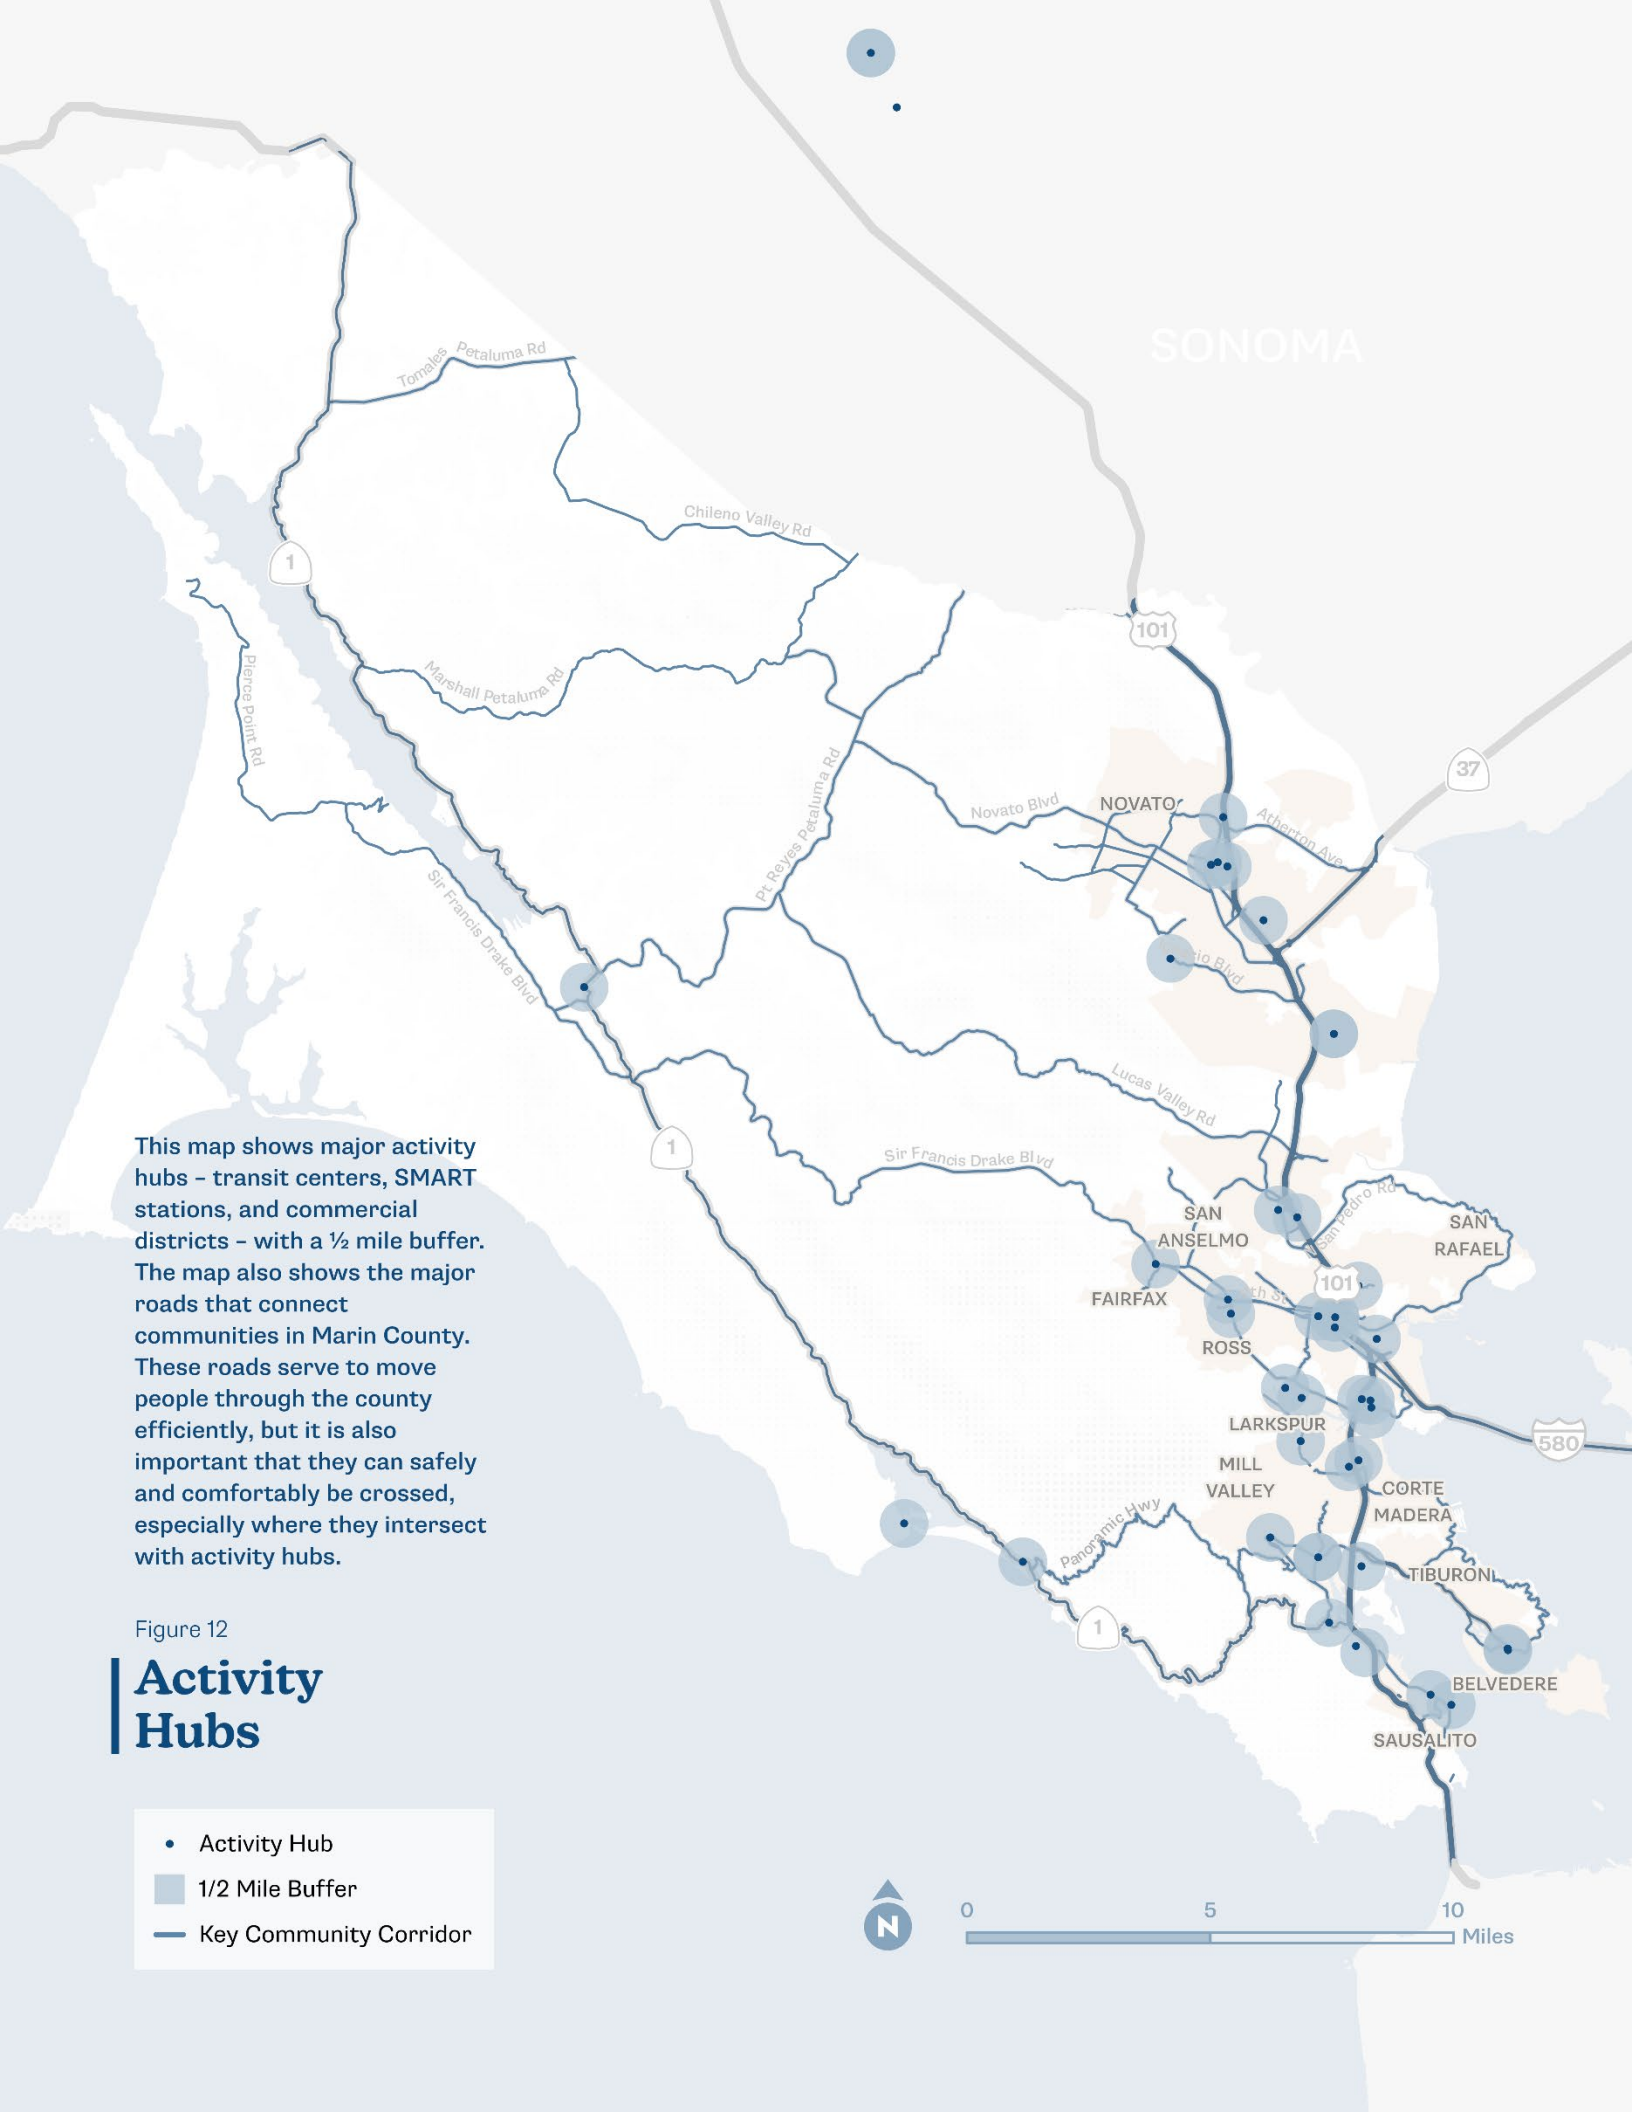 SONOMA
Tomales Petaluma Rd
Chileno Valley Rd
1
101
Marshall Petaluma Rd
Pierce Point Rd
37
Pt Reyes Petaluma Rd
Novato Blvd
NOVATO
Atherton Ave
Sir Francis Drake Blvd
io Blvd
Lucas Valley Rd
1
Sir Francis Drake Blvd
San Pedro Rd
SAN
ANSELMO
SAN
RAFAEL
101
FAIRFAX
th St
ROSS
LARKSPUR
580
MILL
VALLEY
CORTE
MADERA
Panoramic Hwy
TIBURON
1
BELVEDERE
SAUSALITO
This map shows major activity
hubs – transit centers, SMART
stations, and commercial
districts – with a ½ mile buffer.
The map also shows the major
roads that connect
communities in Marin County.
These roads serve to move
people through the county
efficiently, but it is also
important that they can safely
and comfortably be crossed,
especially where they intersect
with activity hubs.
Figure 12
Activity
Hubs
Activity Hub
1/2 Mile Buffer
Key Community Corridor
N
0 5 10
Miles